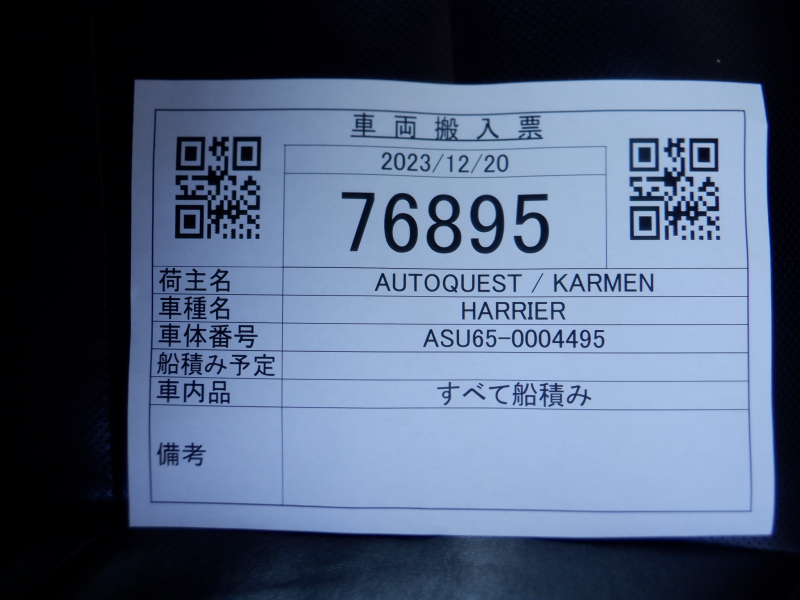 車両搬入票
2023/12/20
76895
荷主名 AUTOQUEST / KARMEN
車種名 HARRIER
車体番号 ASU65-0004495
船積み予定
車内品 すべて船積み
備考